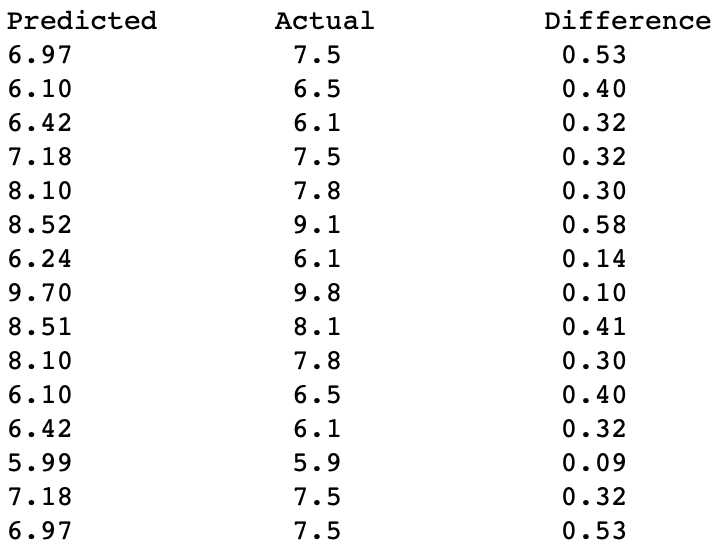 Predicted Actual Difference
6.97 7.5 0.53
6.10 6.5 0.40
6.42 6.1 0.32
7.18 7.5 0.32
8.10 7.8 0.30
8.52 9.1 0.58
6.24 6.1 0.14
9.70 9.8 0.10
8.51 8.1 0.41
8.10 7.8 0.30
6.10 6.5 0.40
6.42 6.1 0.32
5.99 5.9 0.09
7.18 7.5 0.32
6.97 7.5 0.53